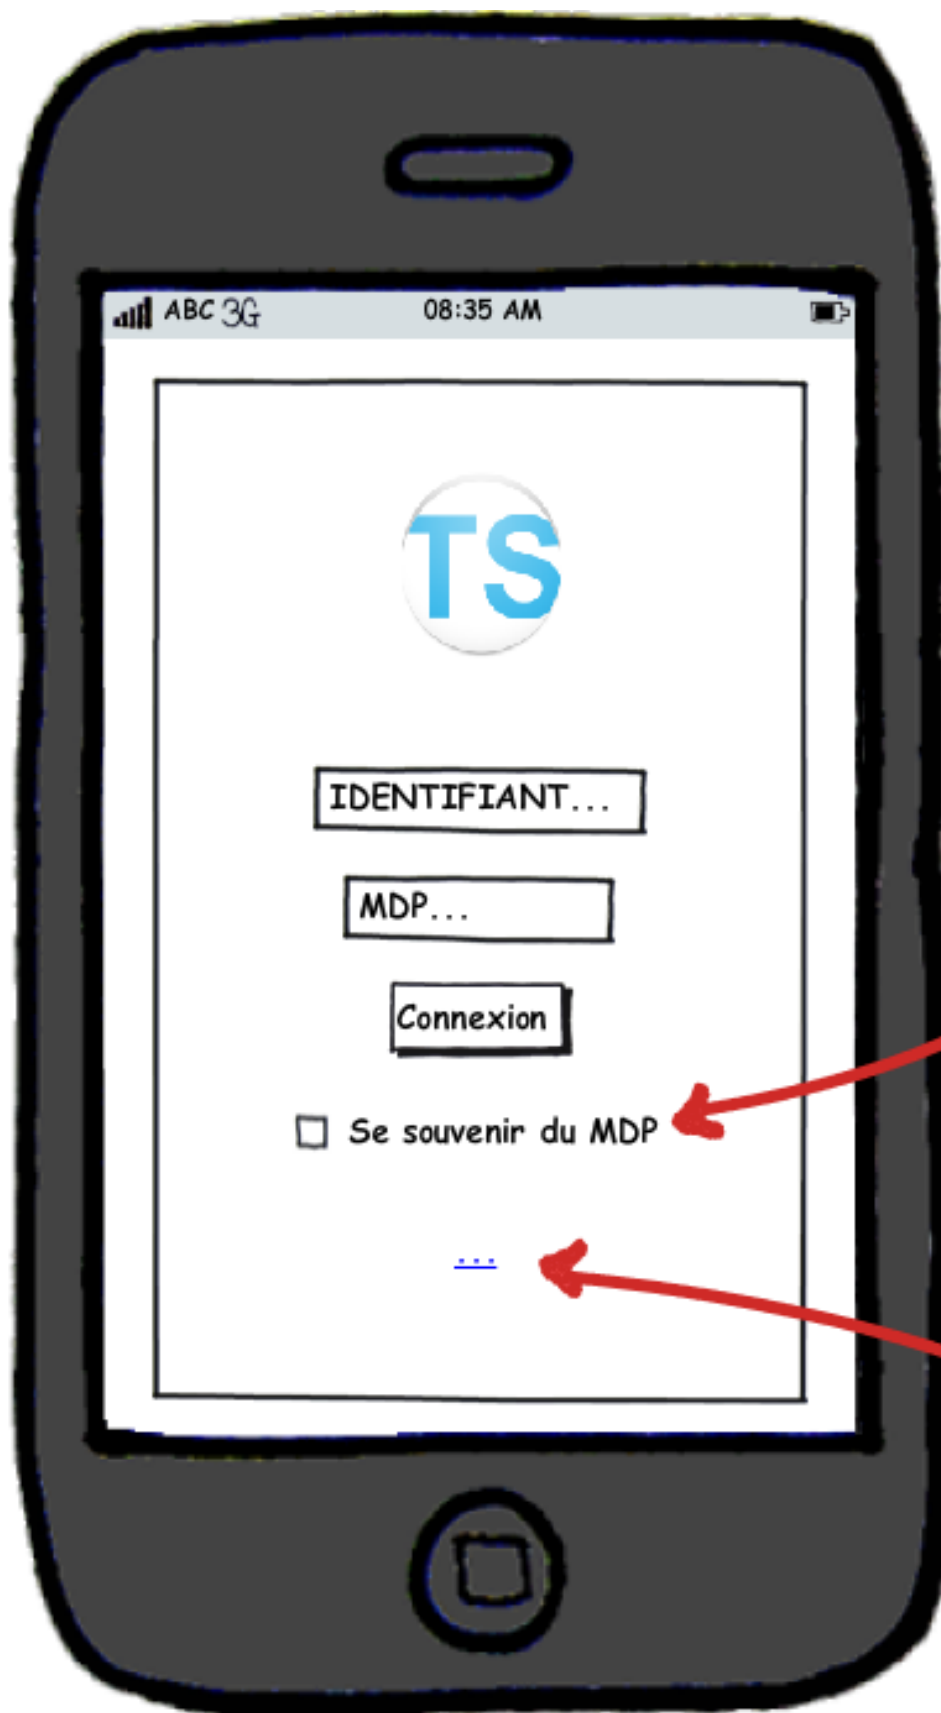 ABC 3G 08:35 AM
TS
IDENTIFIANT...
MDP...
Connexion
Se souvenir du MDP
...